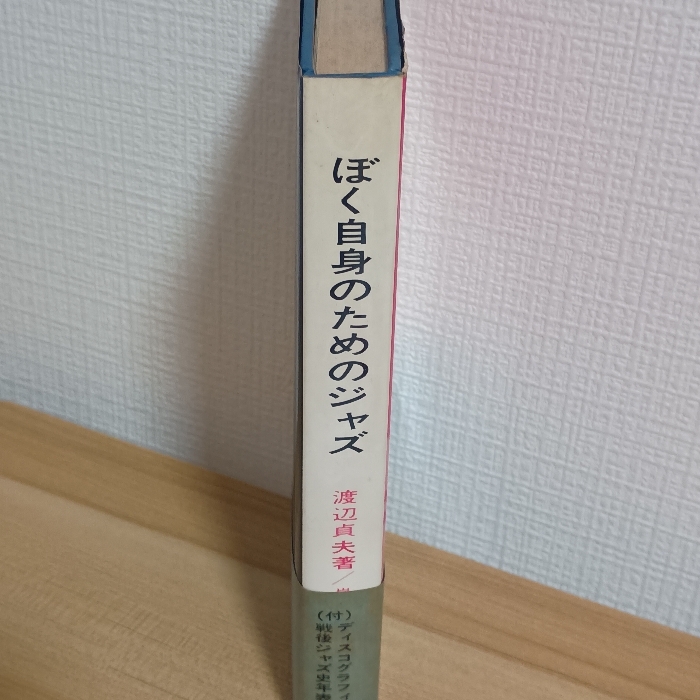 ぼく自身のためのジャズ
渡辺貞夫著/
(付)ディスコグラフィ
戦後ジャズ史年表